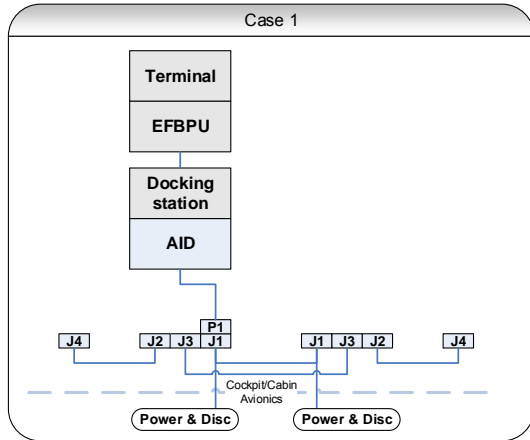 Case 1
Terminal
EFBPU
Docking
station
AID
P1
J4 J2 J3 J1 J1 J3 J2 J4
Cockpit/Cabin
Avionics
Power & Disc Power & Disc